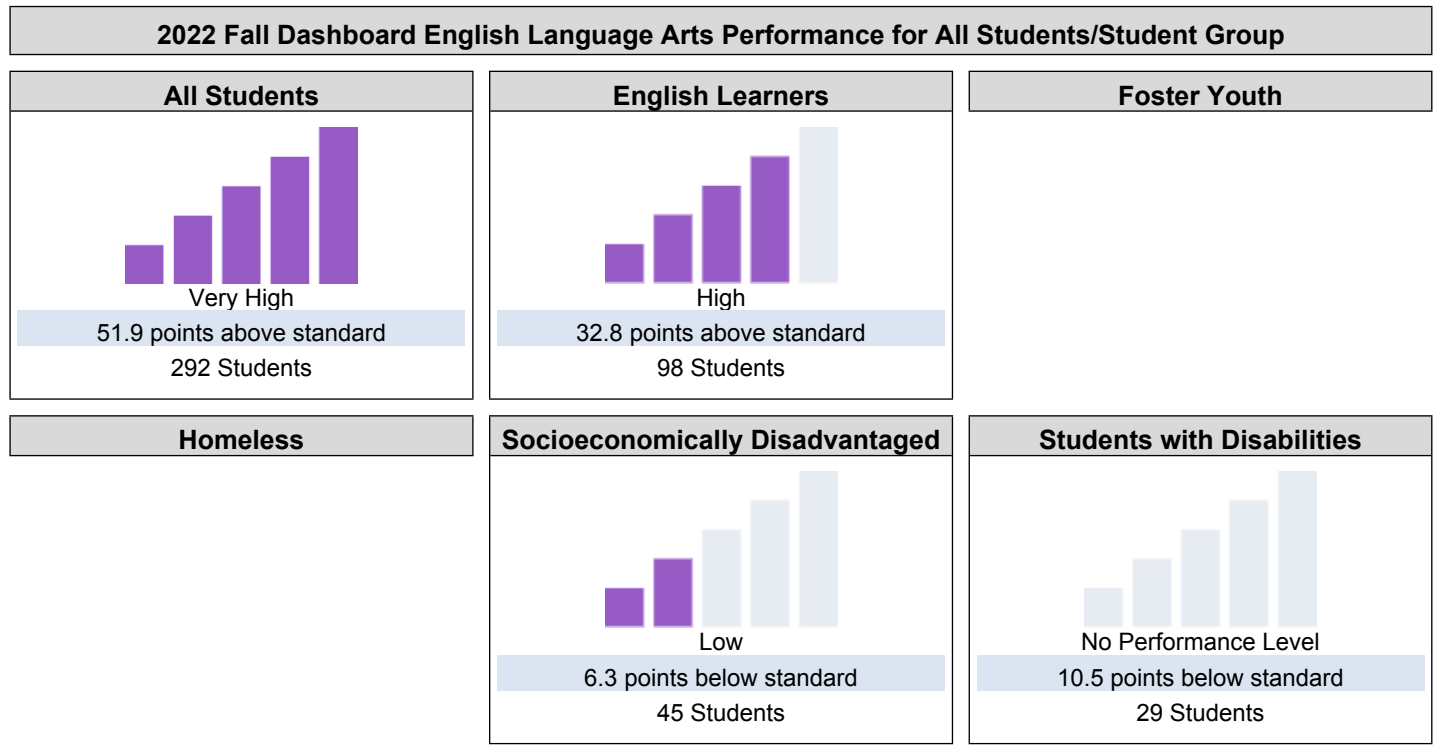 2022 Fall Dashboard English Language Arts Performance for All Students/Student Group
All Students
Very High
51.9 points above standard
292 Students
English Learners
High
32.8 points above standard
98 Students
Foster Youth
Homeless
Socioeconomically Disadvantaged
Low
6.3 points below standard
45 Students
Students with Disabilities
No Performance Level
10.5 points below standard
29 Students